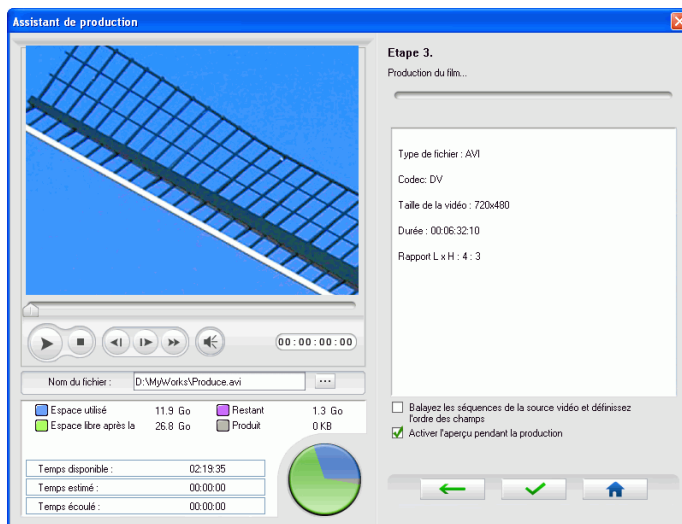 Assistant de production
Etape 3.
Production du film...
Type de fichier : AVI
Codec: DV
Taille de la vidéo : 720x480
Durée : 00:06:32:10
Rapport L x H : 4 : 3
00:00:00:00
Nom du fichier : D:\MyWorks\Produce.avi ...
Espace utilisé 11.9 Go Restant 1.3 Go
Espace libre après la 26.8 Go Produit 0 KB
Temps disponible : 02:19:35
Temps estimé : 00:00:00
Temps écoulé : 00:00:00
Balayez les séquences de la source vidéo et définissez
l'ordre des champs
Activer l'aperçu pendant la production